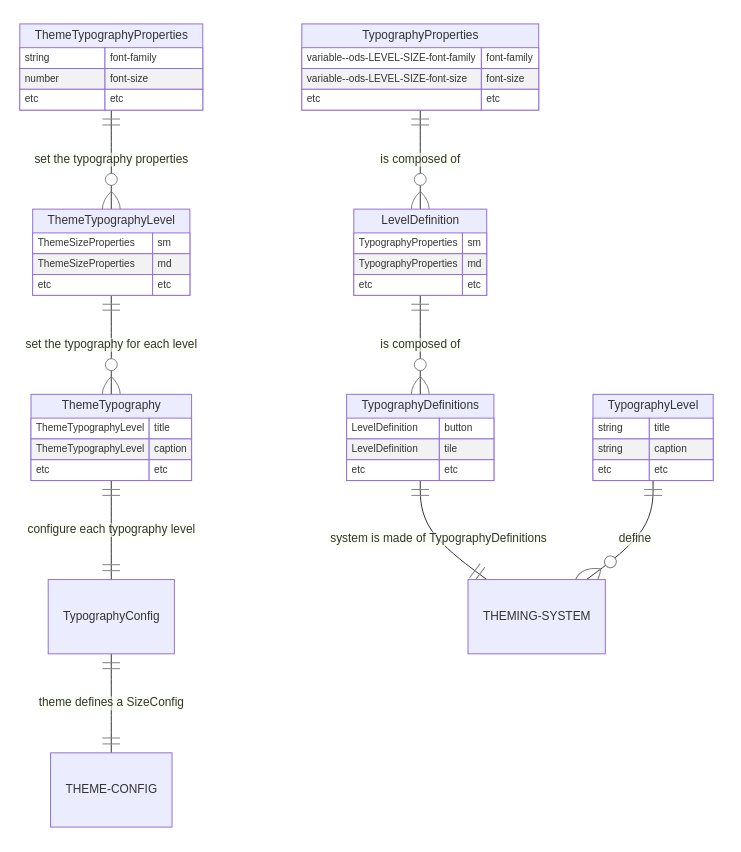 ThemeTypographyProperties
string font-family
number font-size
etc etc
set the typography properties
ThemeTypographyLevel
ThemeSizeProperties sm
ThemeSizeProperties md
etc etc
set the typography for each level
ThemeTypography
ThemeTypographyLevel title
ThemeTypographyLevel caption
etc etc
configure each typography level
TypographyConfig
theme defines a SizeConfig
THEME-CONFIG
TypographyProperties
variable--ods-LEVEL-SIZE-font-family font-family
variable--ods-LEVEL-SIZE-font-size font-size
etc etc
is composed of
LevelDefinition
TypographyProperties sm
TypographyProperties md
etc etc
is composed of
TypographyDefinitions
LevelDefinition button
LevelDefinition tile
etc etc
system is made of TypographyDefinitions
TypographyLevel
string title
string caption
etc etc
define
THEMING-SYSTEM